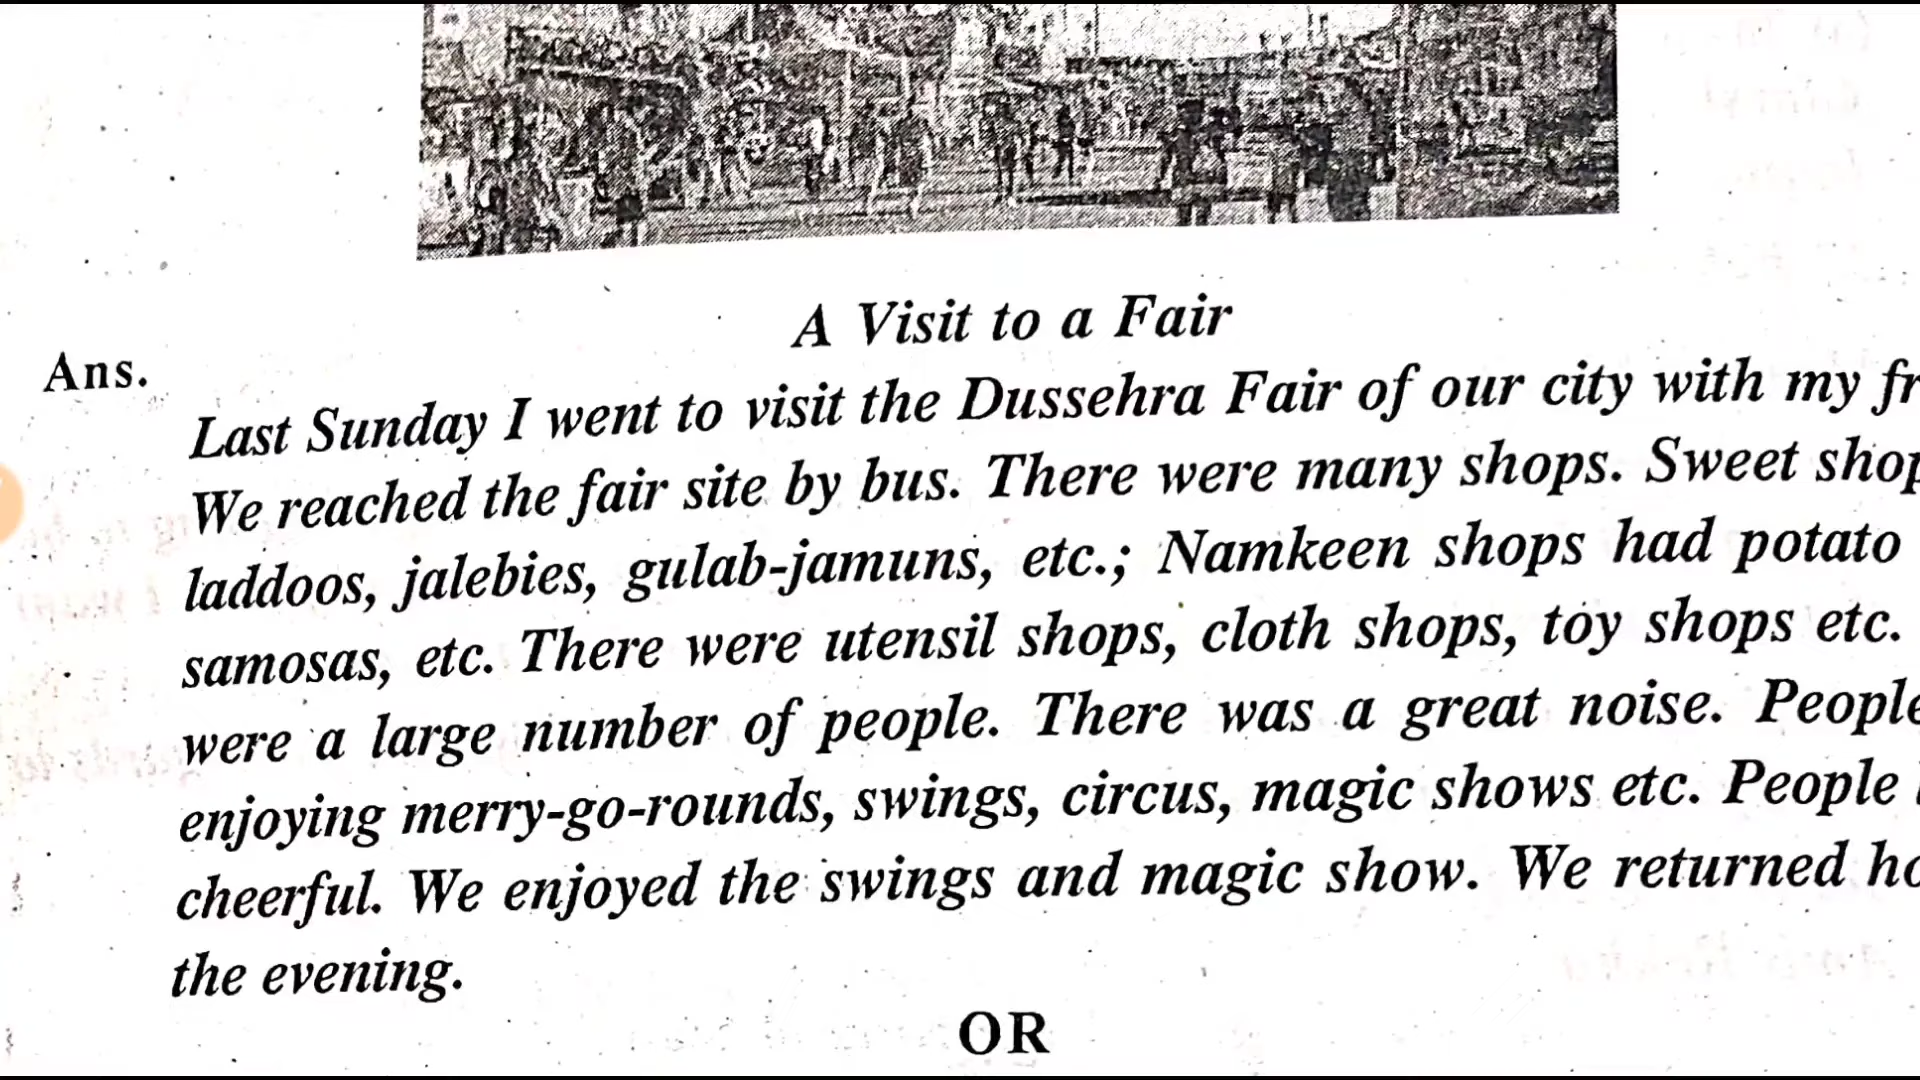 A Visit to a Fair
Ans.
Last Sunday I went to visit the Dussehra Fair of our city with my
We reached the fair site by bus. There were many shops. Sweet
laddoos, jalebies, gulab-jamuns, etc.; Namkeen shops had potato
samosas, etc. There were utensil shops, cloth shops, toy shops etc.
were a large number of people. There was a great noise. People
enjoying merry-go-rounds, swings, circus, magic shows etc. People
cheerful. We enjoyed the swings and magic show. We returned
the evening.
OR